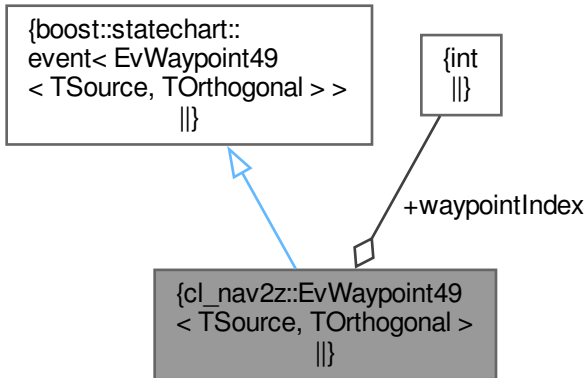 {boost::statechart::
event< EvWaypoint49
< TSource, TOrthogonal > >
||}
{int
||}
+waypointIndex
{cl_nav2z::EvWaypoint49
< TSource, TOrthogonal >
||}